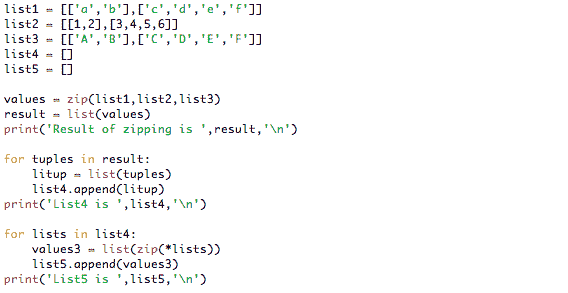 list1 = [['a','b'],['c','d','e','f']]
list2 = [[1,2],[3,4,5,6]]
list3 = [['A','B'],['C','D','E','F']]
list4 = []
list5 = []

values = zip(list1,list2,list3)
result = list(values)
print('Result of zipping is ',result,'\n')

for tuples in result:
    litup = list(tuples)
    list4.append(litup)
print('List4 is ',list4,'\n')

for lists in list4:
    values3 = list(zip(*lists))
    list5.append(values3)
print('List5 is ',list5,'\n')